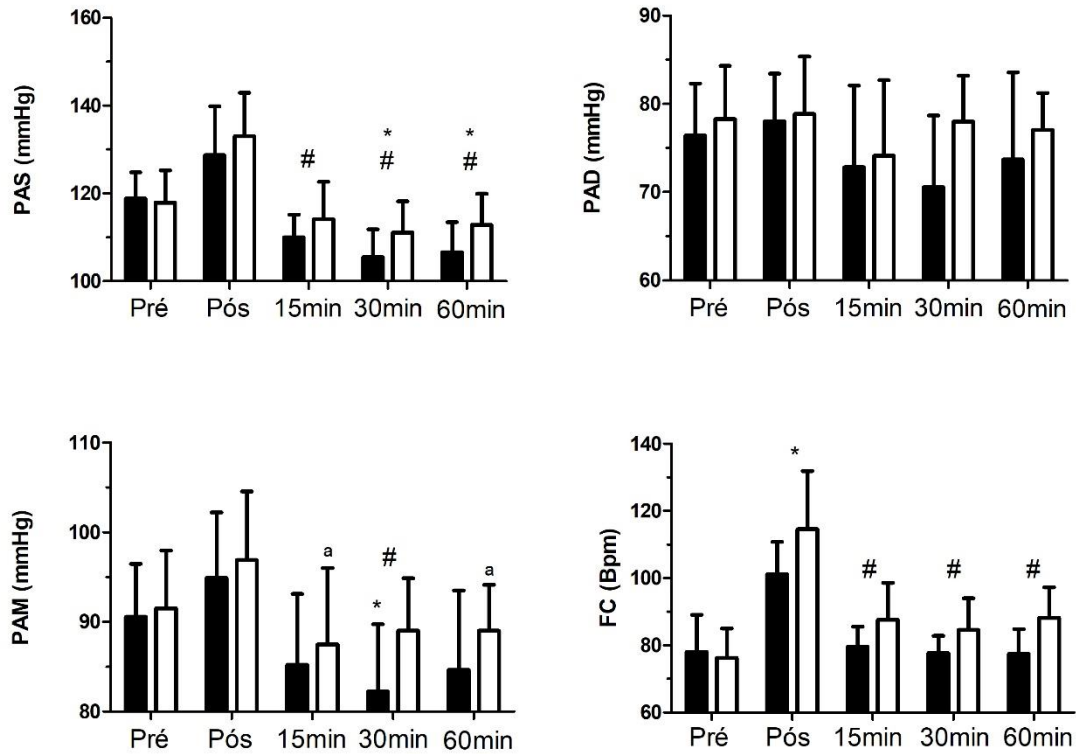 PAS (mmHg)
160
140
120
100
#
*
#
*
#
Pré Pós 15min 30min 60min
PAD (mmHg)
90
80
70
60
Pré Pós 15min 30min 60min
PAM (mmHg)
110
100
90
80
a
#
*
a
Pré Pós 15min 30min 60min
FC (Bpm)
140
120
100
80
60
*
# # #
Pré Pós 15min 30min 60min